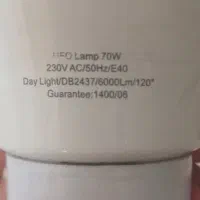 UFO Lamp 70W
230V AC/50Hz/E40
Day Light/DB2437/6000Lm/120°
Guarantee:1400/06